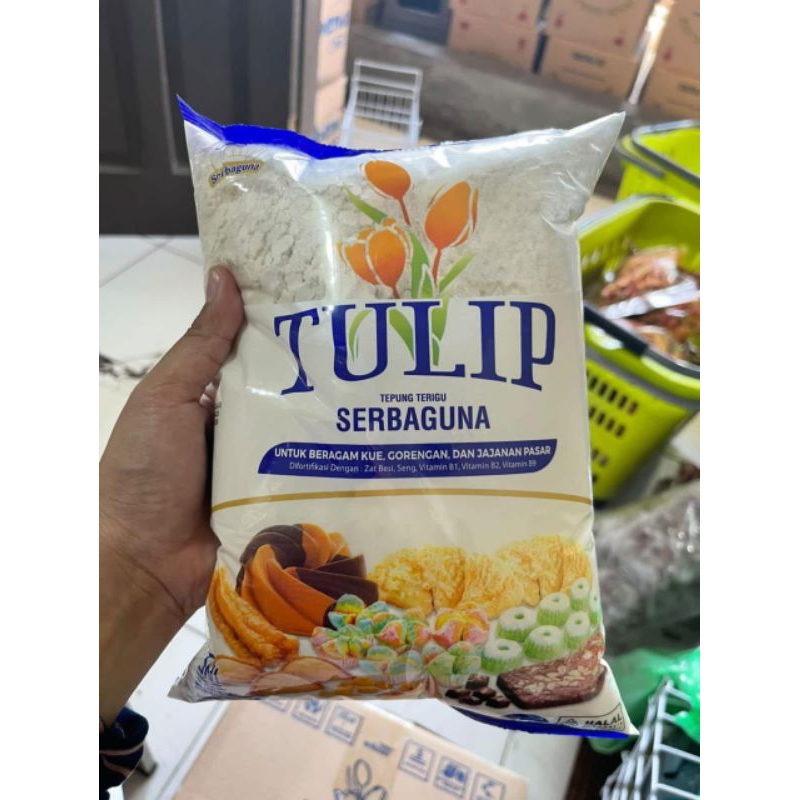 Serbaguna
TULIP
TEPUNG TERIGU
SERBAGUNA
UNTUK BERAGAM KUE, GORENGAN, DAN JAJANAN PASAR
Difortifikasi Dengan : Zat Besi, Seng, Vitamin B1, Vitamin B2, Vitamin B9
HALAL